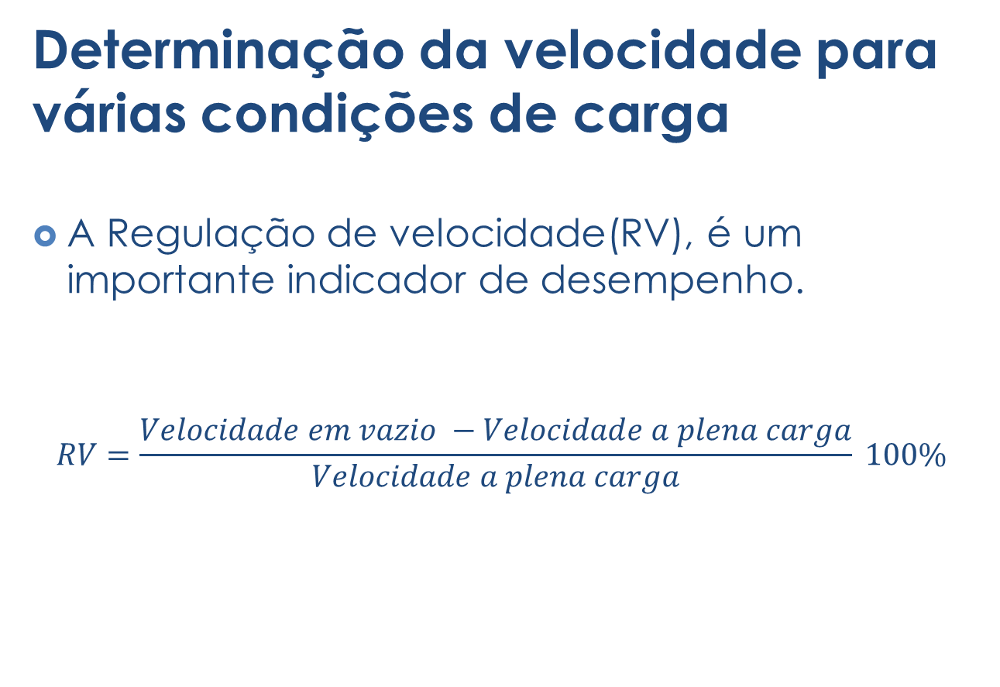 Determinação da velocidade para
várias condições de carga
A Regulação de velocidade(RV), é um
importante indicador de desempenho.
RV = \frac{Velocidade em vazio − Velocidade a plena carga}{Velocidade a plena carga} 100%